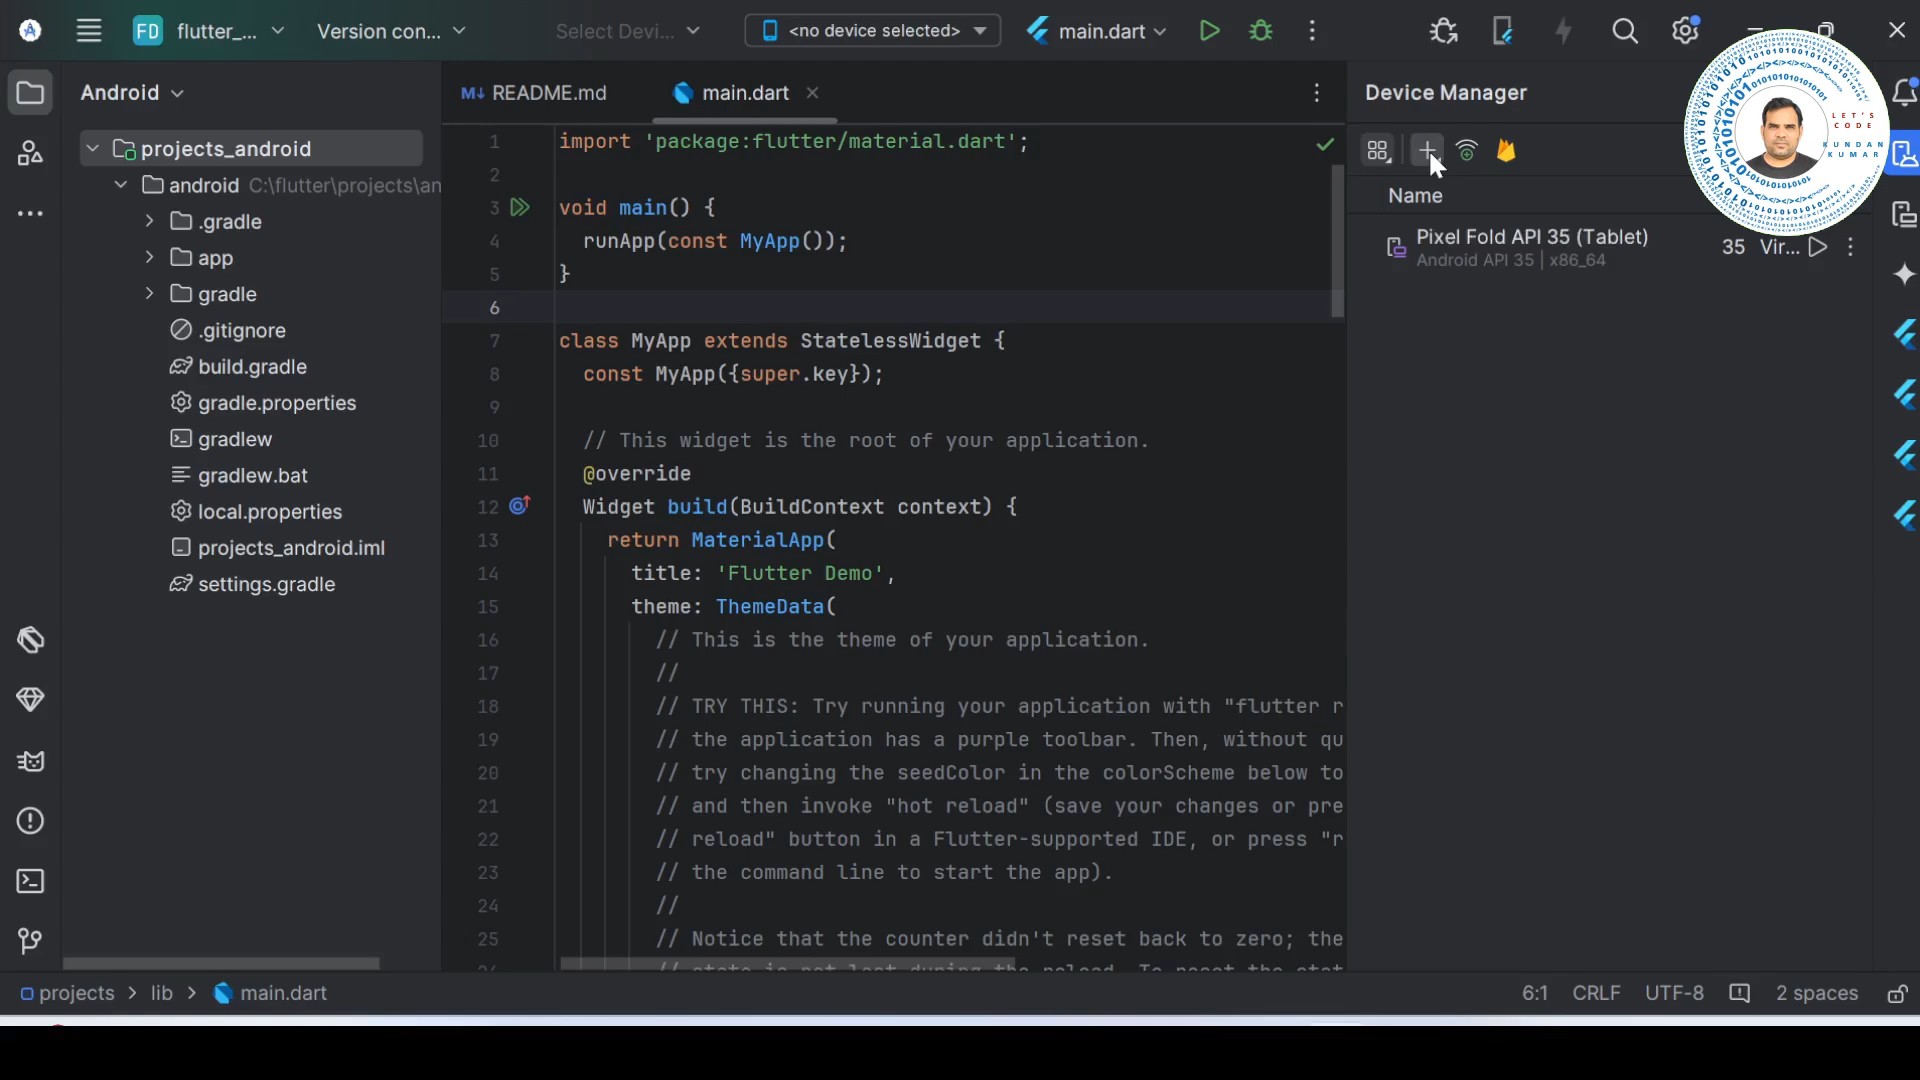 FD flutter_... Version con... Select Devi... <no device selected> main.dart
Android
projects_android
android C:\flutter\projects\an
.gradle
app
gradle
.gitignore
build.gradle
gradle.properties
gradlew
gradlew.bat
local.properties
projects_android.iml
settings.gradle
M↓ README.md
main.dart
1 import 'package:flutter/material.dart';
2
3 void main() {
4 runApp(const MyApp());
5 }
6
7 class MyApp extends StatelessWidget {
8 const MyApp({super.key});
9
10 // This widget is the root of your application.
11 @override
12 Widget build(BuildContext context) {
13 return MaterialApp(
14 title: 'Flutter Demo',
15 theme: ThemeData(
16 // This is the theme of your application.
17 //
18 // TRY THIS: Try running your application with "flutter r
19 // the application has a purple toolbar. Then, without qu
20 // try changing the seedColor in the colorScheme below to
21 // and then invoke "hot reload" (save your changes or pre
22 // reload" button in a Flutter-supported IDE, or press "r
23 // the command line to start the app).
24 //
25 // Notice that the counter didn't reset back to zero; the
Device Manager
Name
Pixel Fold API 35 (Tablet) 35 Vir...
Android API 35 | x86_64
LET'S
CODE
KUNDAN
KUMAR
projects > lib > main.dart
6:1 CRLF UTF-8 2 spaces